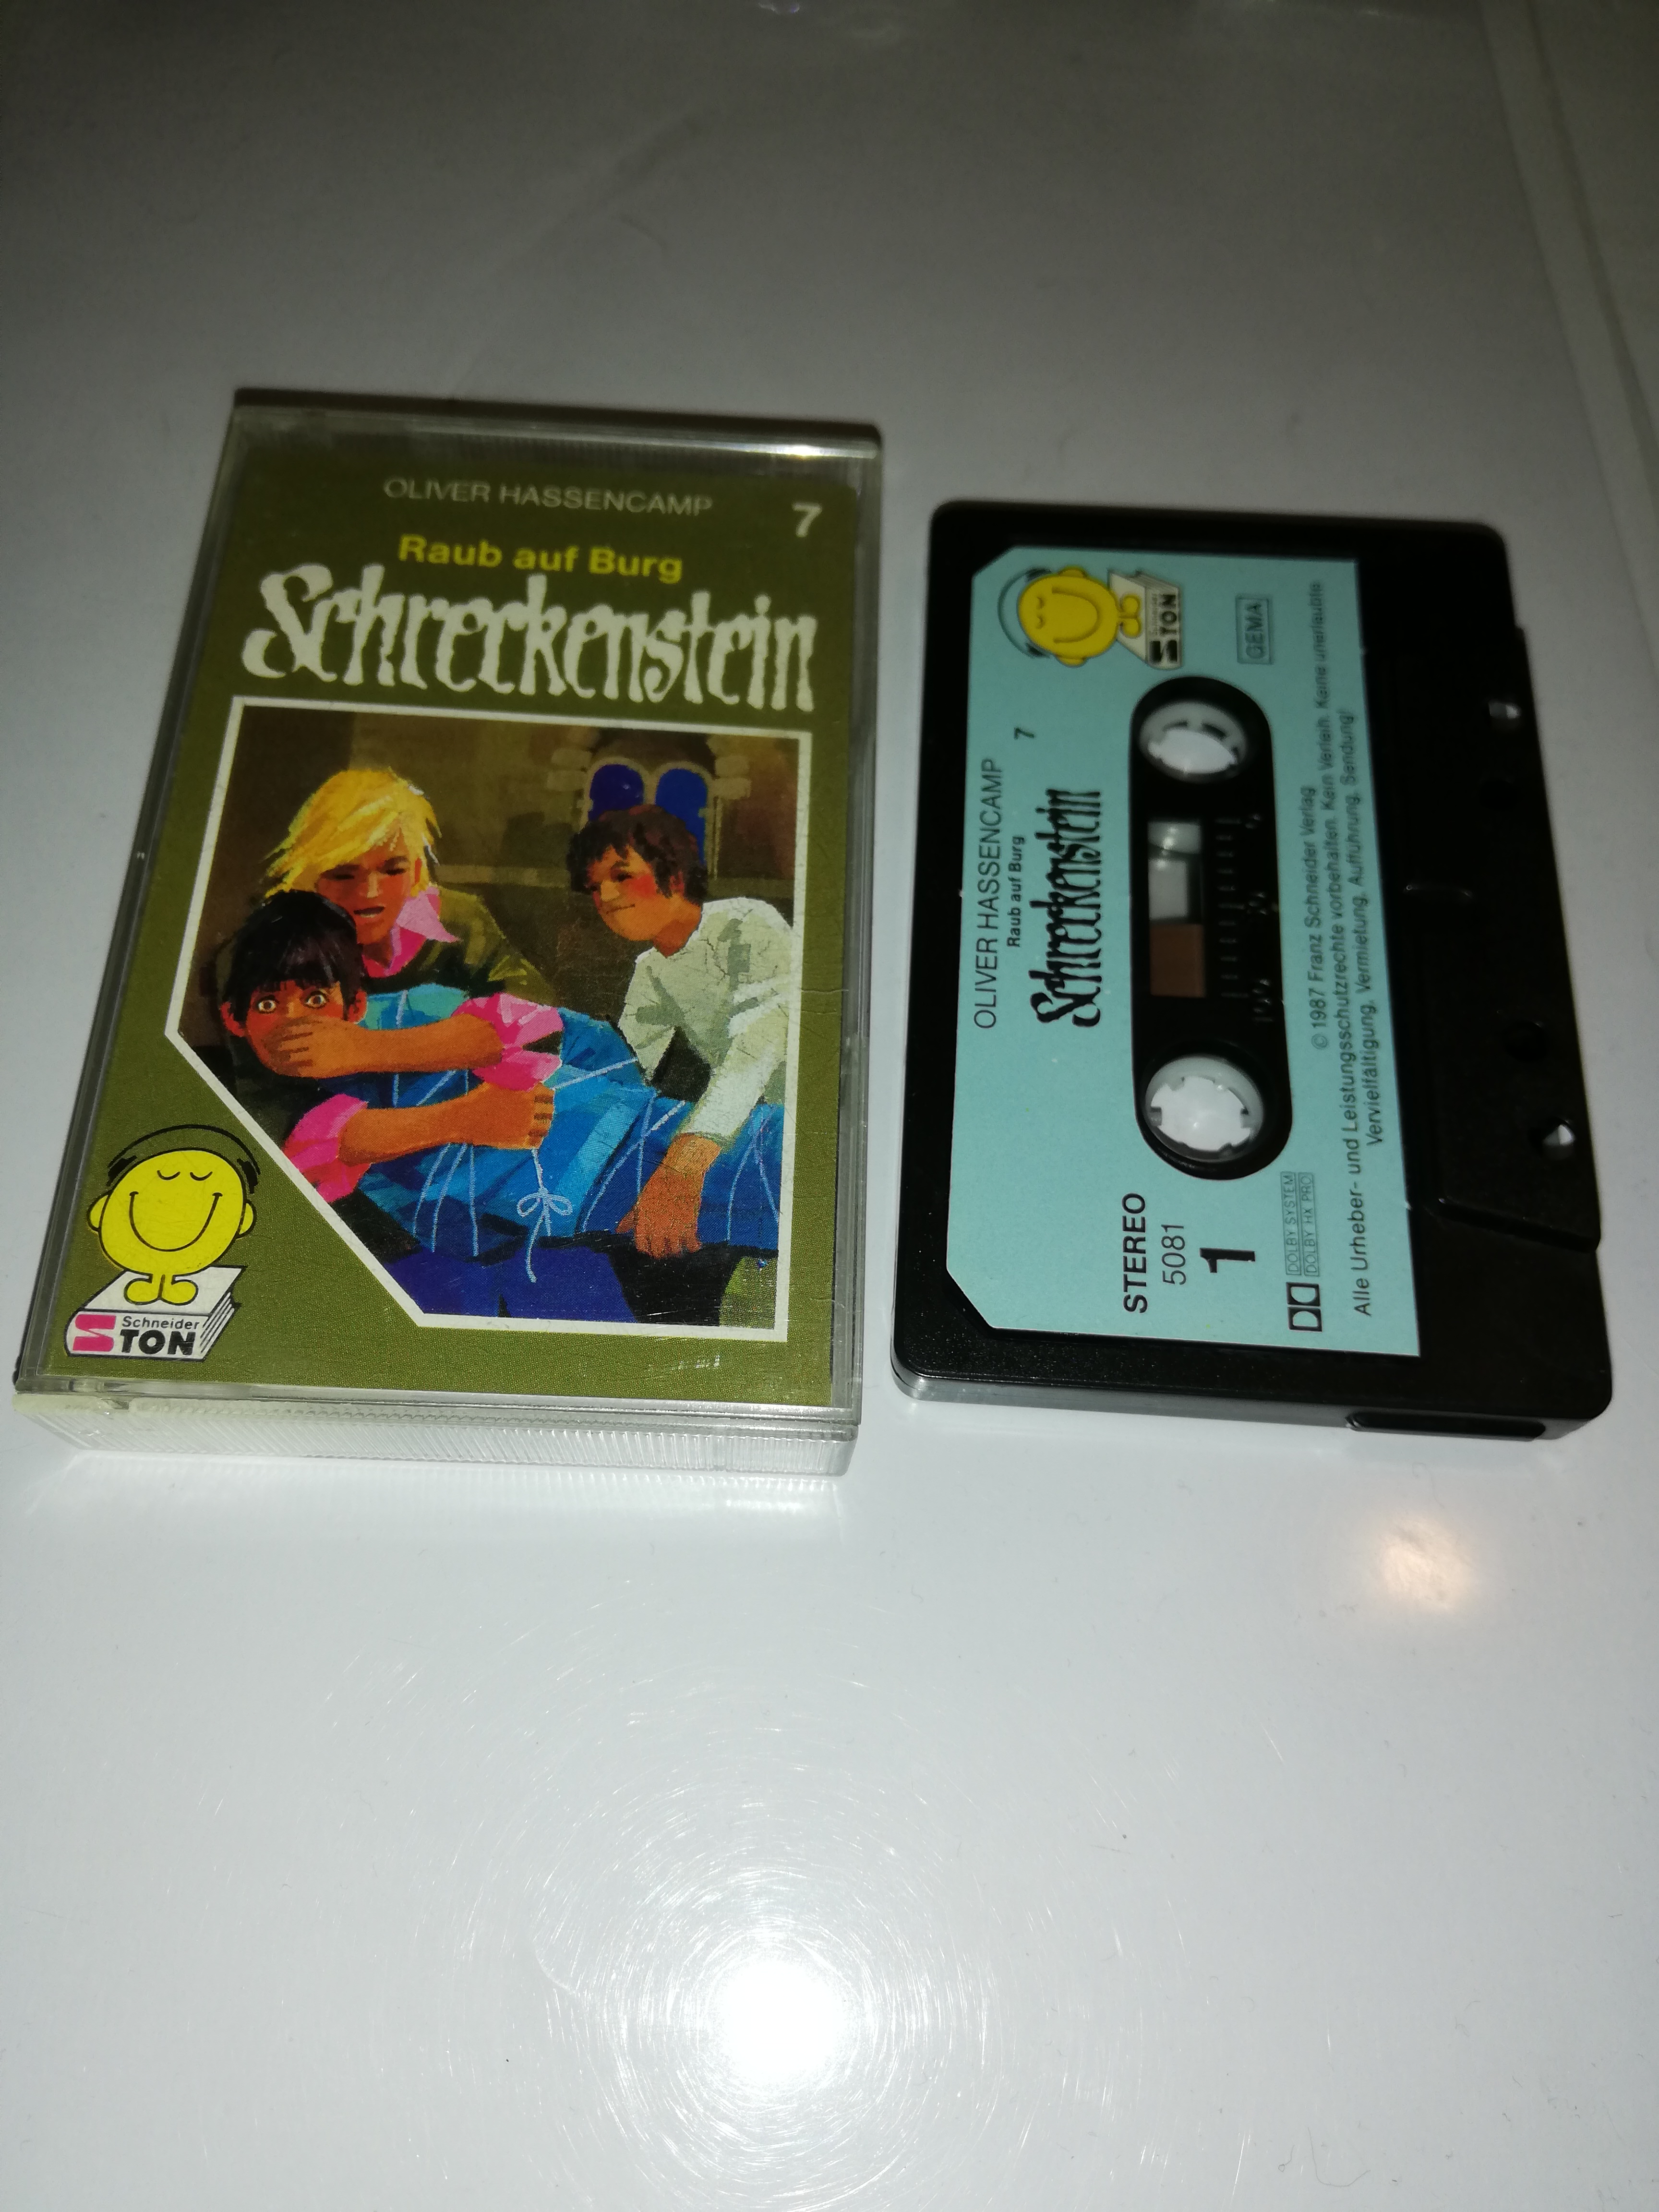 OLIVER HASSENCAMP
7
Raub auf Burg
Schreckenstein
Schneider
TON
OLIVER HASSENCAMP
Raub auf Burg
7
Schreckenstein
Schneider
TON
GEMA
STEREO
5081
1
DOLBY SYSTEM
DOLBY HX PRO
© 1987 Franz Schneider Verlag
Alle Urheber- und Leistungsschutzrechte vorbehalten. Kein Verleih. Keine unerlaubte
Vervielfältigung, Vermietung, Aufführung, Sendung!